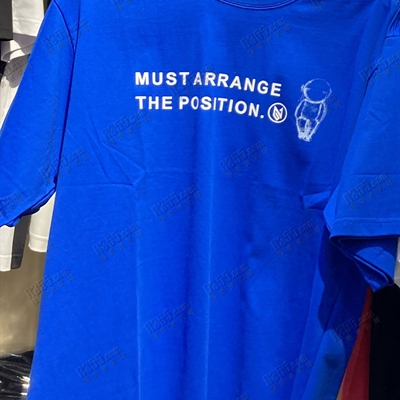 MUST ARRANGE
THE POSITION.